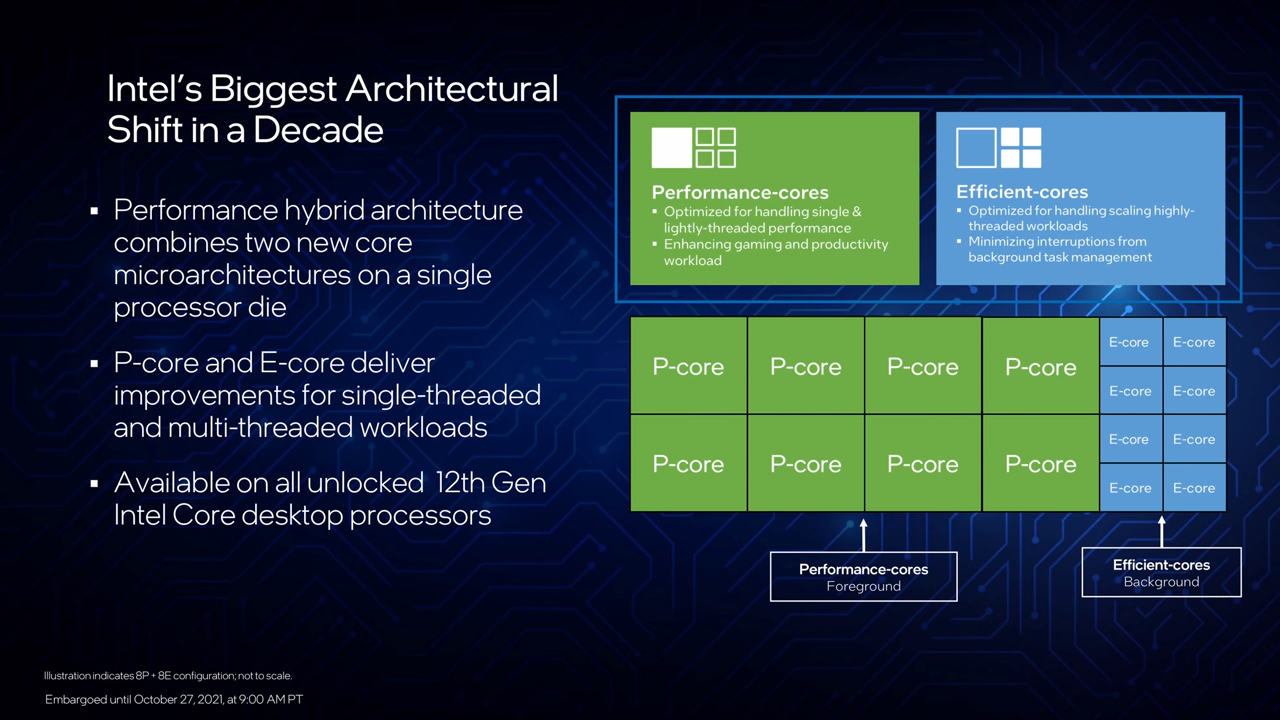 Intel's Biggest Architectural
Shift in a Decade
▪ Performance hybrid architecture
combines two new core
microarchitectures on a single
processor die
▪ P-core and E-core deliver
improvements for single-threaded
and multi-threaded workloads
▪ Available on all unlocked 12th Gen
Intel Core desktop processors
Performance-cores
▪ Optimized for handling single &
lightly-threaded performance
▪ Enhancing gaming and productivity
workload
Efficient-cores
▪ Optimized for handling scaling highly-
threaded workloads
▪ Minimizing interruptions from
background task management
P-core P-core P-core P-core
P-core P-core P-core P-core
E-core E-core
E-core E-core
E-core E-core
E-core E-core
Performance-cores
Foreground
Efficient-cores
Background
Illustration indicates 8P + 8E configuration; not to scale.
Embargoed until October 27, 2021, at 9:00 AM PT